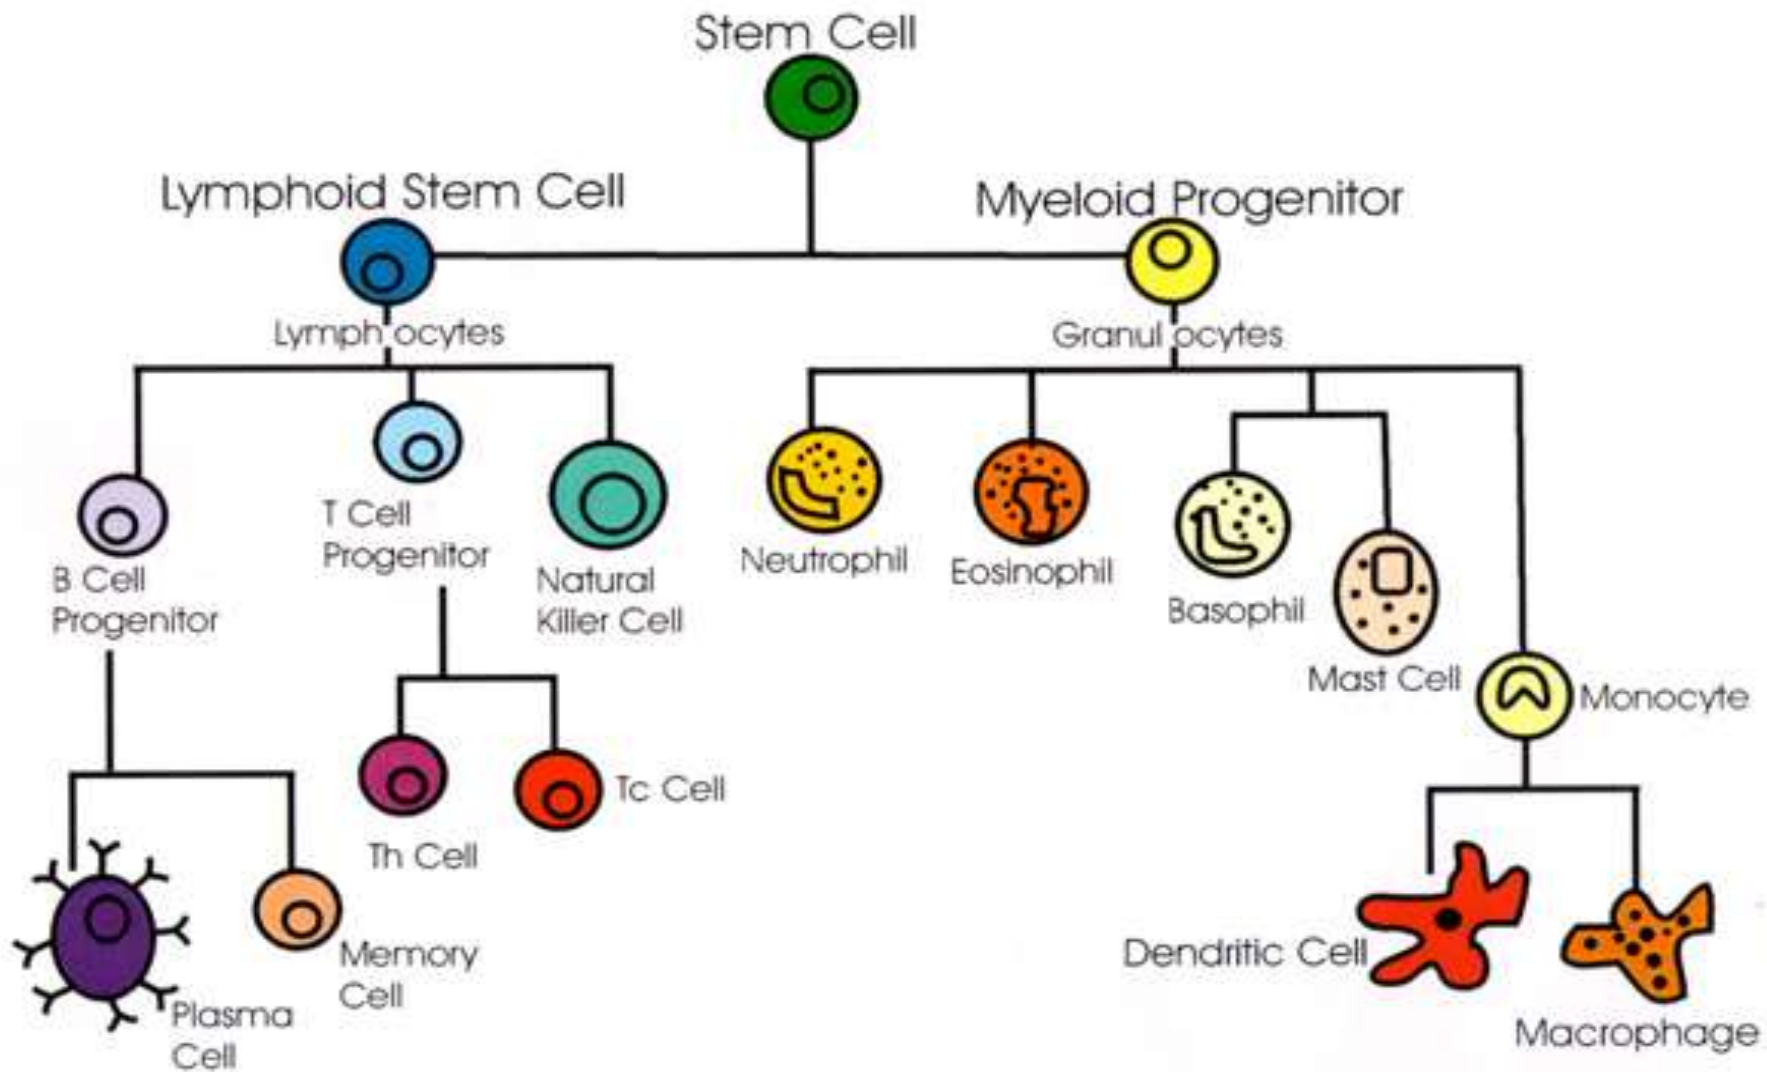 Stem Cell
Lymphoid Stem Cell
Myeloid Progenitor
Lymph ocytes
Granul ocytes
B Cell
Progenitor
T Cell
Progenitor
Natural
Killer Cell
Neutrophil
Eosinophil
Basophil
Mast Cell
Monocyte
Th Cell
Tc Cell
Plasma
Cell
Memory
Cell
Dendritic Cell
Macrophage